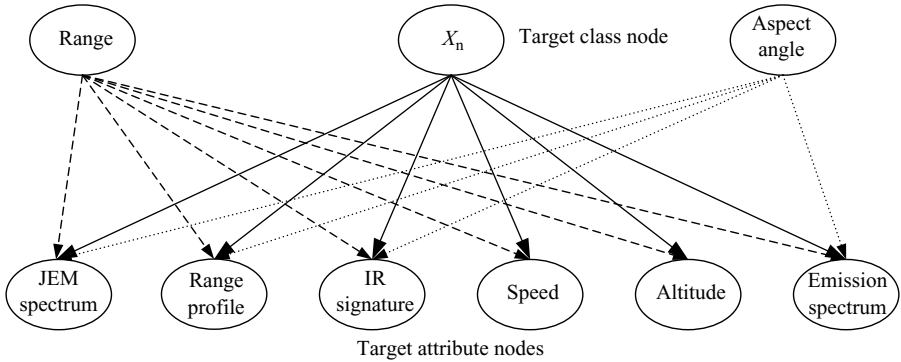 Range
Xn
Target class node
Aspect
angle
JEM
spectrum
Range
profile
IR
signature
Speed
Altitude
Emission
spectrum
Target attribute nodes